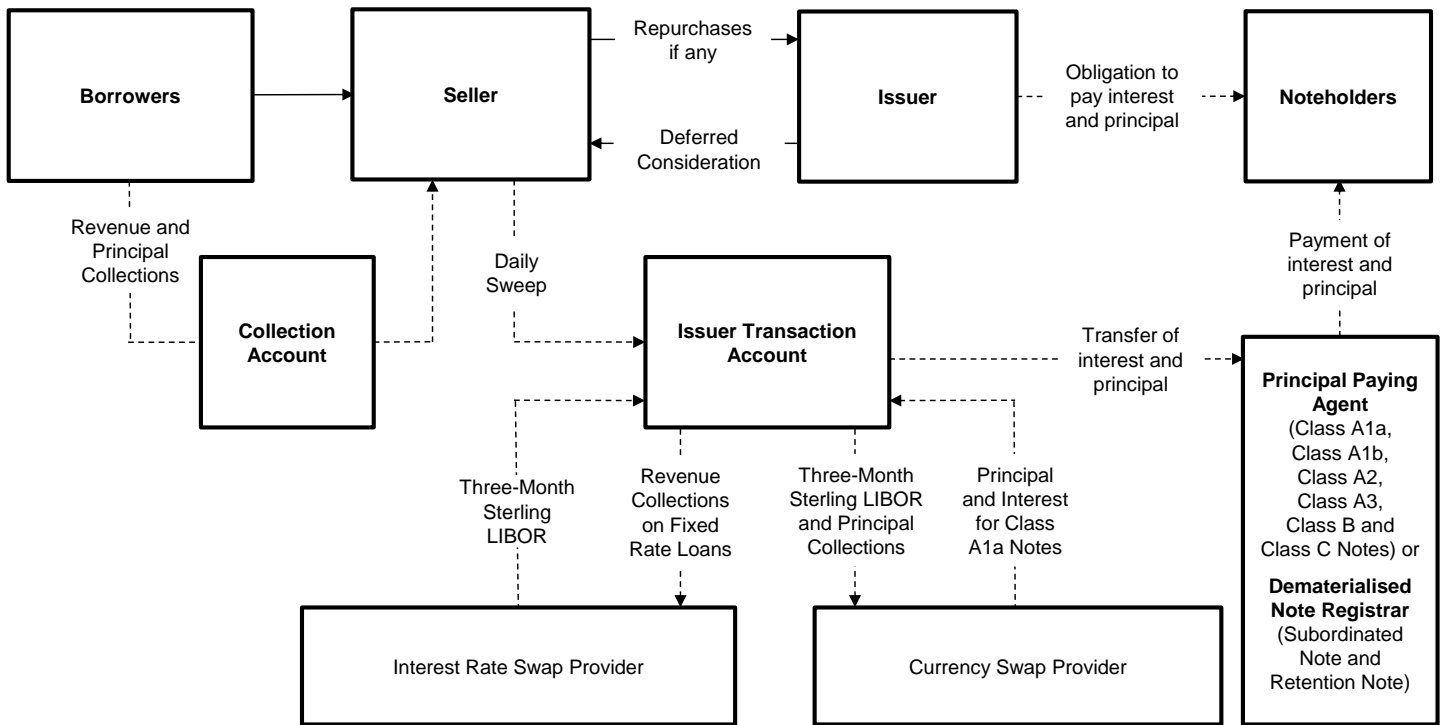 Borrowers
Seller
Repurchases
if any
Deferred
Consideration
Issuer
Obligation to
pay interest
and principal
Noteholders
Revenue and
Principal
Collections
Collection
Account
Daily
Sweep
Issuer Transaction
Account
Transfer of
interest and
principal
Payment of
interest and
principal
Principal Paying
Agent
(Class A1a,
Class A1b,
Class A2,
Class A3,
Class B and
Class C Notes) or
Dematerialised
Note Registrar
(Subordinated
Note and
Retention Note)
Three-Month
Sterling
LIBOR
Revenue
Collections
on Fixed
Rate Loans
Three-Month
Sterling LIBOR
and Principal
Collections
Principal
and Interest
for Class
A1a Notes
Interest Rate Swap Provider
Currency Swap Provider